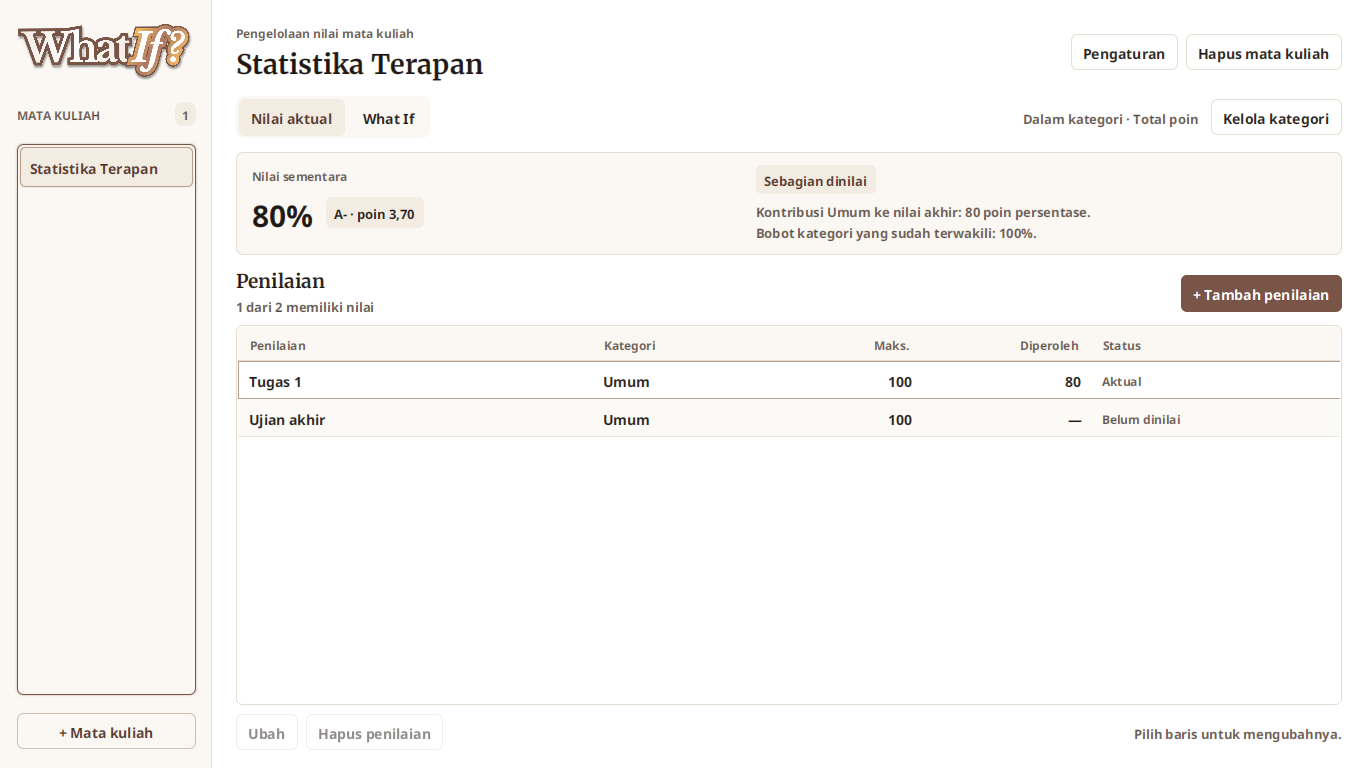 WhatIf?
MATA KULIAH 1
Statistika Terapan
+ Mata kuliah
Pengelolaan nilai mata kuliah
Statistika Terapan
Pengaturan Hapus mata kuliah
Nilai aktual What If
Dalam kategori · Total poin Kelola kategori
Nilai sementara
80% A- · poin 3,70
Sebagian dinilai
Kontribusi Umum ke nilai akhir: 80 poin persentase.
Bobot kategori yang sudah terwakili: 100%.
Penilaian
1 dari 2 memiliki nilai
+ Tambah penilaian
Penilaian Kategori Maks. Diperoleh Status
Tugas 1 Umum 100 80 Aktual
Ujian akhir Umum 100 — Belum dinilai
Ubah Hapus penilaian Pilih baris untuk mengubahnya.